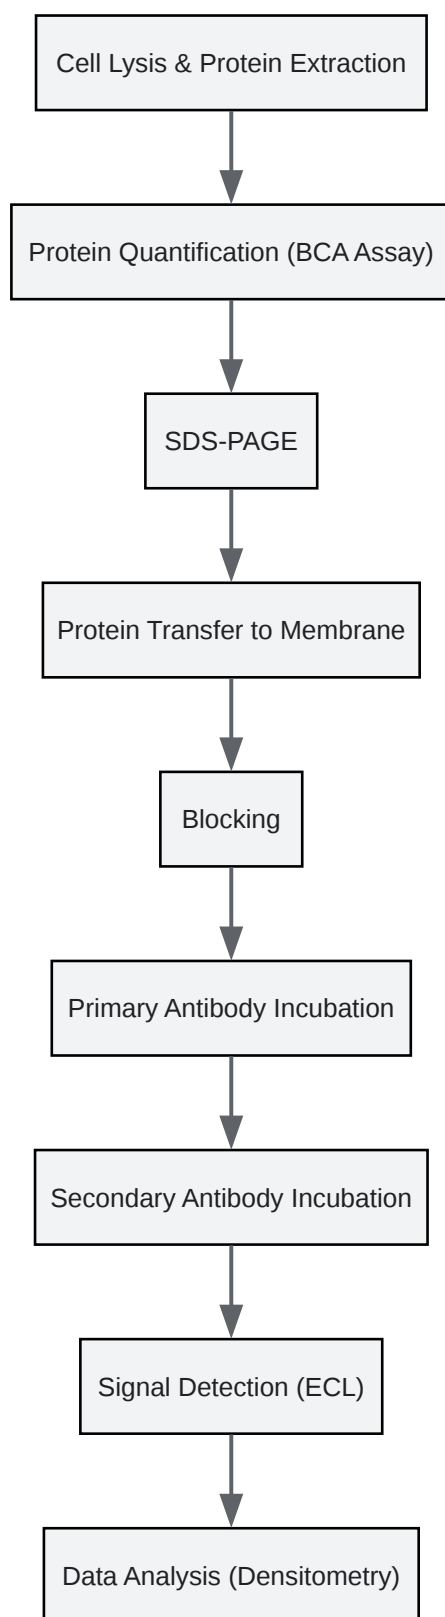 Cell Lysis & Protein Extraction
Protein Quantification (BCA Assay)
SDS-PAGE
Protein Transfer to Membrane
Blocking
Primary Antibody Incubation
Secondary Antibody Incubation
Signal Detection (ECL)
Data Analysis (Densitometry)